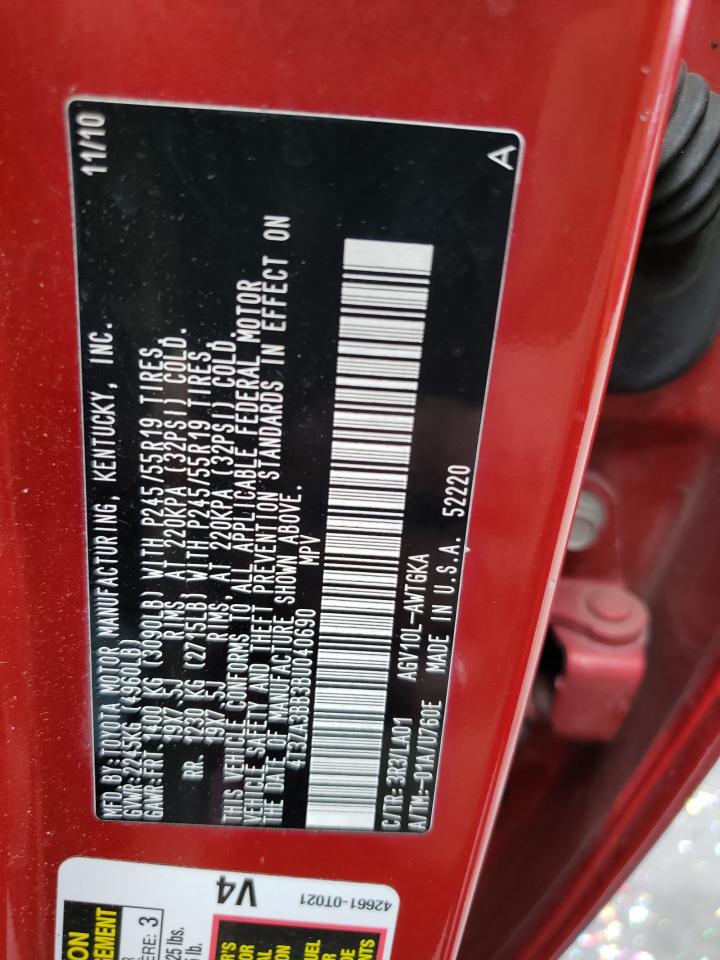 MFD. BY: TOYOTA MOTOR MANUFACTURING, KENTUCKY, INC. 11/10
GVWR: 2245KG (4960LB)
GAWR: FRT. 1400 KG (3090LB) WITH P245/55R19 TIRES
19X7.5J RIMS, AT 220KPA (32PSI) COLD.
RR. 1230 KG (2715LB) WITH P245/55R19 TIRES
19X7.5J RIMS, AT 220KPA (32PSI) COLD.
THIS VEHICLE CONFORMS TO ALL APPLICABLE FEDERAL MOTOR
VEHICLE SAFETY AND THEFT PREVENTION STANDARDS IN EFFECT ON
THE DATE OF MANUFACTURE SHOWN ABOVE.
4T3ZA3BB3BU040690 MPV
C/TR: 3R3/LA01 AGV10L-AWTGKA
A/TM: -01A/U760E MADE IN U.S.A. 52220
A
V4
42661-0T021